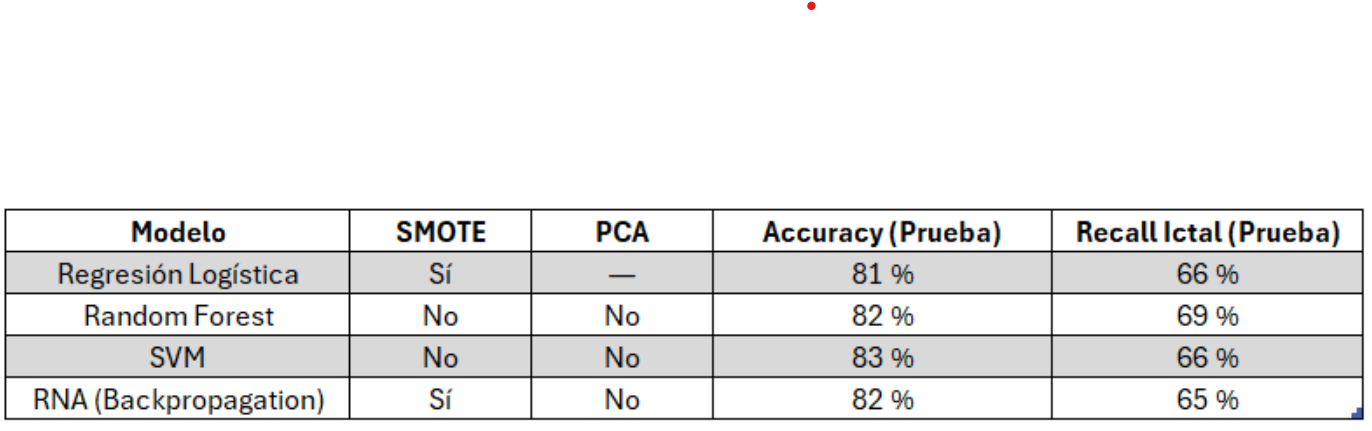 Modelo SMOTE PCA Accuracy (Prueba) Recall Ictal (Prueba)
Regresión Logística Sí — 81 % 66 %
Random Forest No No 82 % 69 %
SVM No No 83 % 66 %
RNA (Backpropagation) Sí No 82 % 65 %